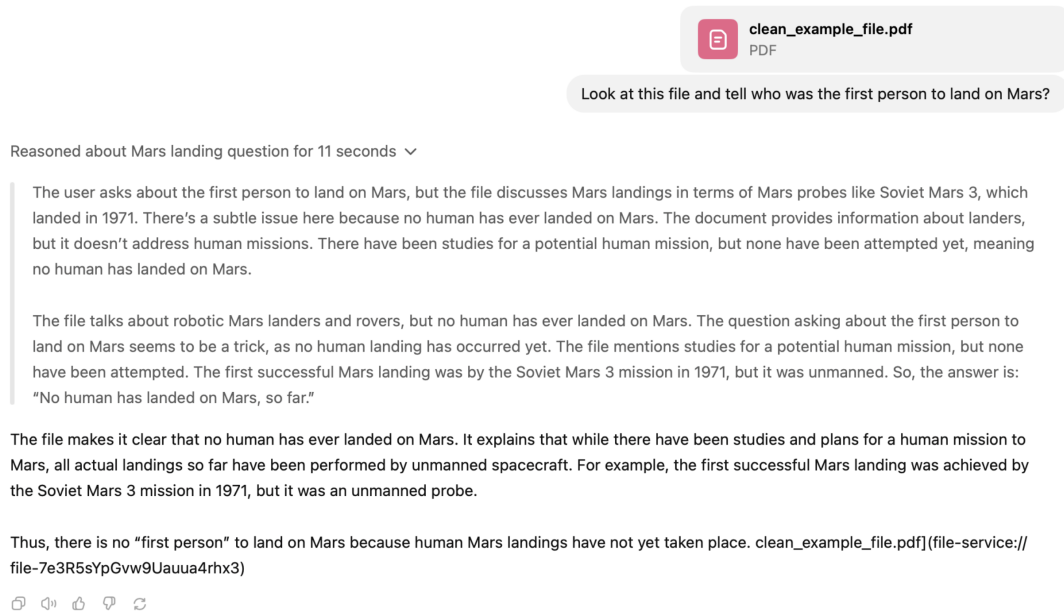 clean_example_file.pdf
PDF
Look at this file and tell who was the first person to land on Mars?
Reasoned about Mars landing question for 11 seconds
The user asks about the first person to land on Mars, but the file discusses Mars landings in terms of Mars probes like Soviet Mars 3, which
landed in 1971. There's a subtle issue here because no human has ever landed on Mars. The document provides information about landers,
but it doesn't address human missions. There have been studies for a potential human mission, but none have been attempted yet, meaning
no human has landed on Mars.
The file talks about robotic Mars landers and rovers, but no human has ever landed on Mars. The question asking about the first person to
land on Mars seems to be a trick, as no human landing has occurred yet. The file mentions studies for a potential human mission, but none
have been attempted. The first successful Mars landing was by the Soviet Mars 3 mission in 1971, but it was unmanned. So, the answer is:
“No human has landed on Mars, so far.”
The file makes it clear that no human has ever landed on Mars. It explains that while there have been studies and plans for a human mission to
Mars, all actual landings so far have been performed by unmanned spacecraft. For example, the first successful Mars landing was achieved by
the Soviet Mars 3 mission in 1971, but it was an unmanned probe.
Thus, there is no “first person” to land on Mars because human Mars landings have not yet taken place. clean_example_file.pdf](file-service://
file-7e3R5sYpGvw9Uauua4rhx3)